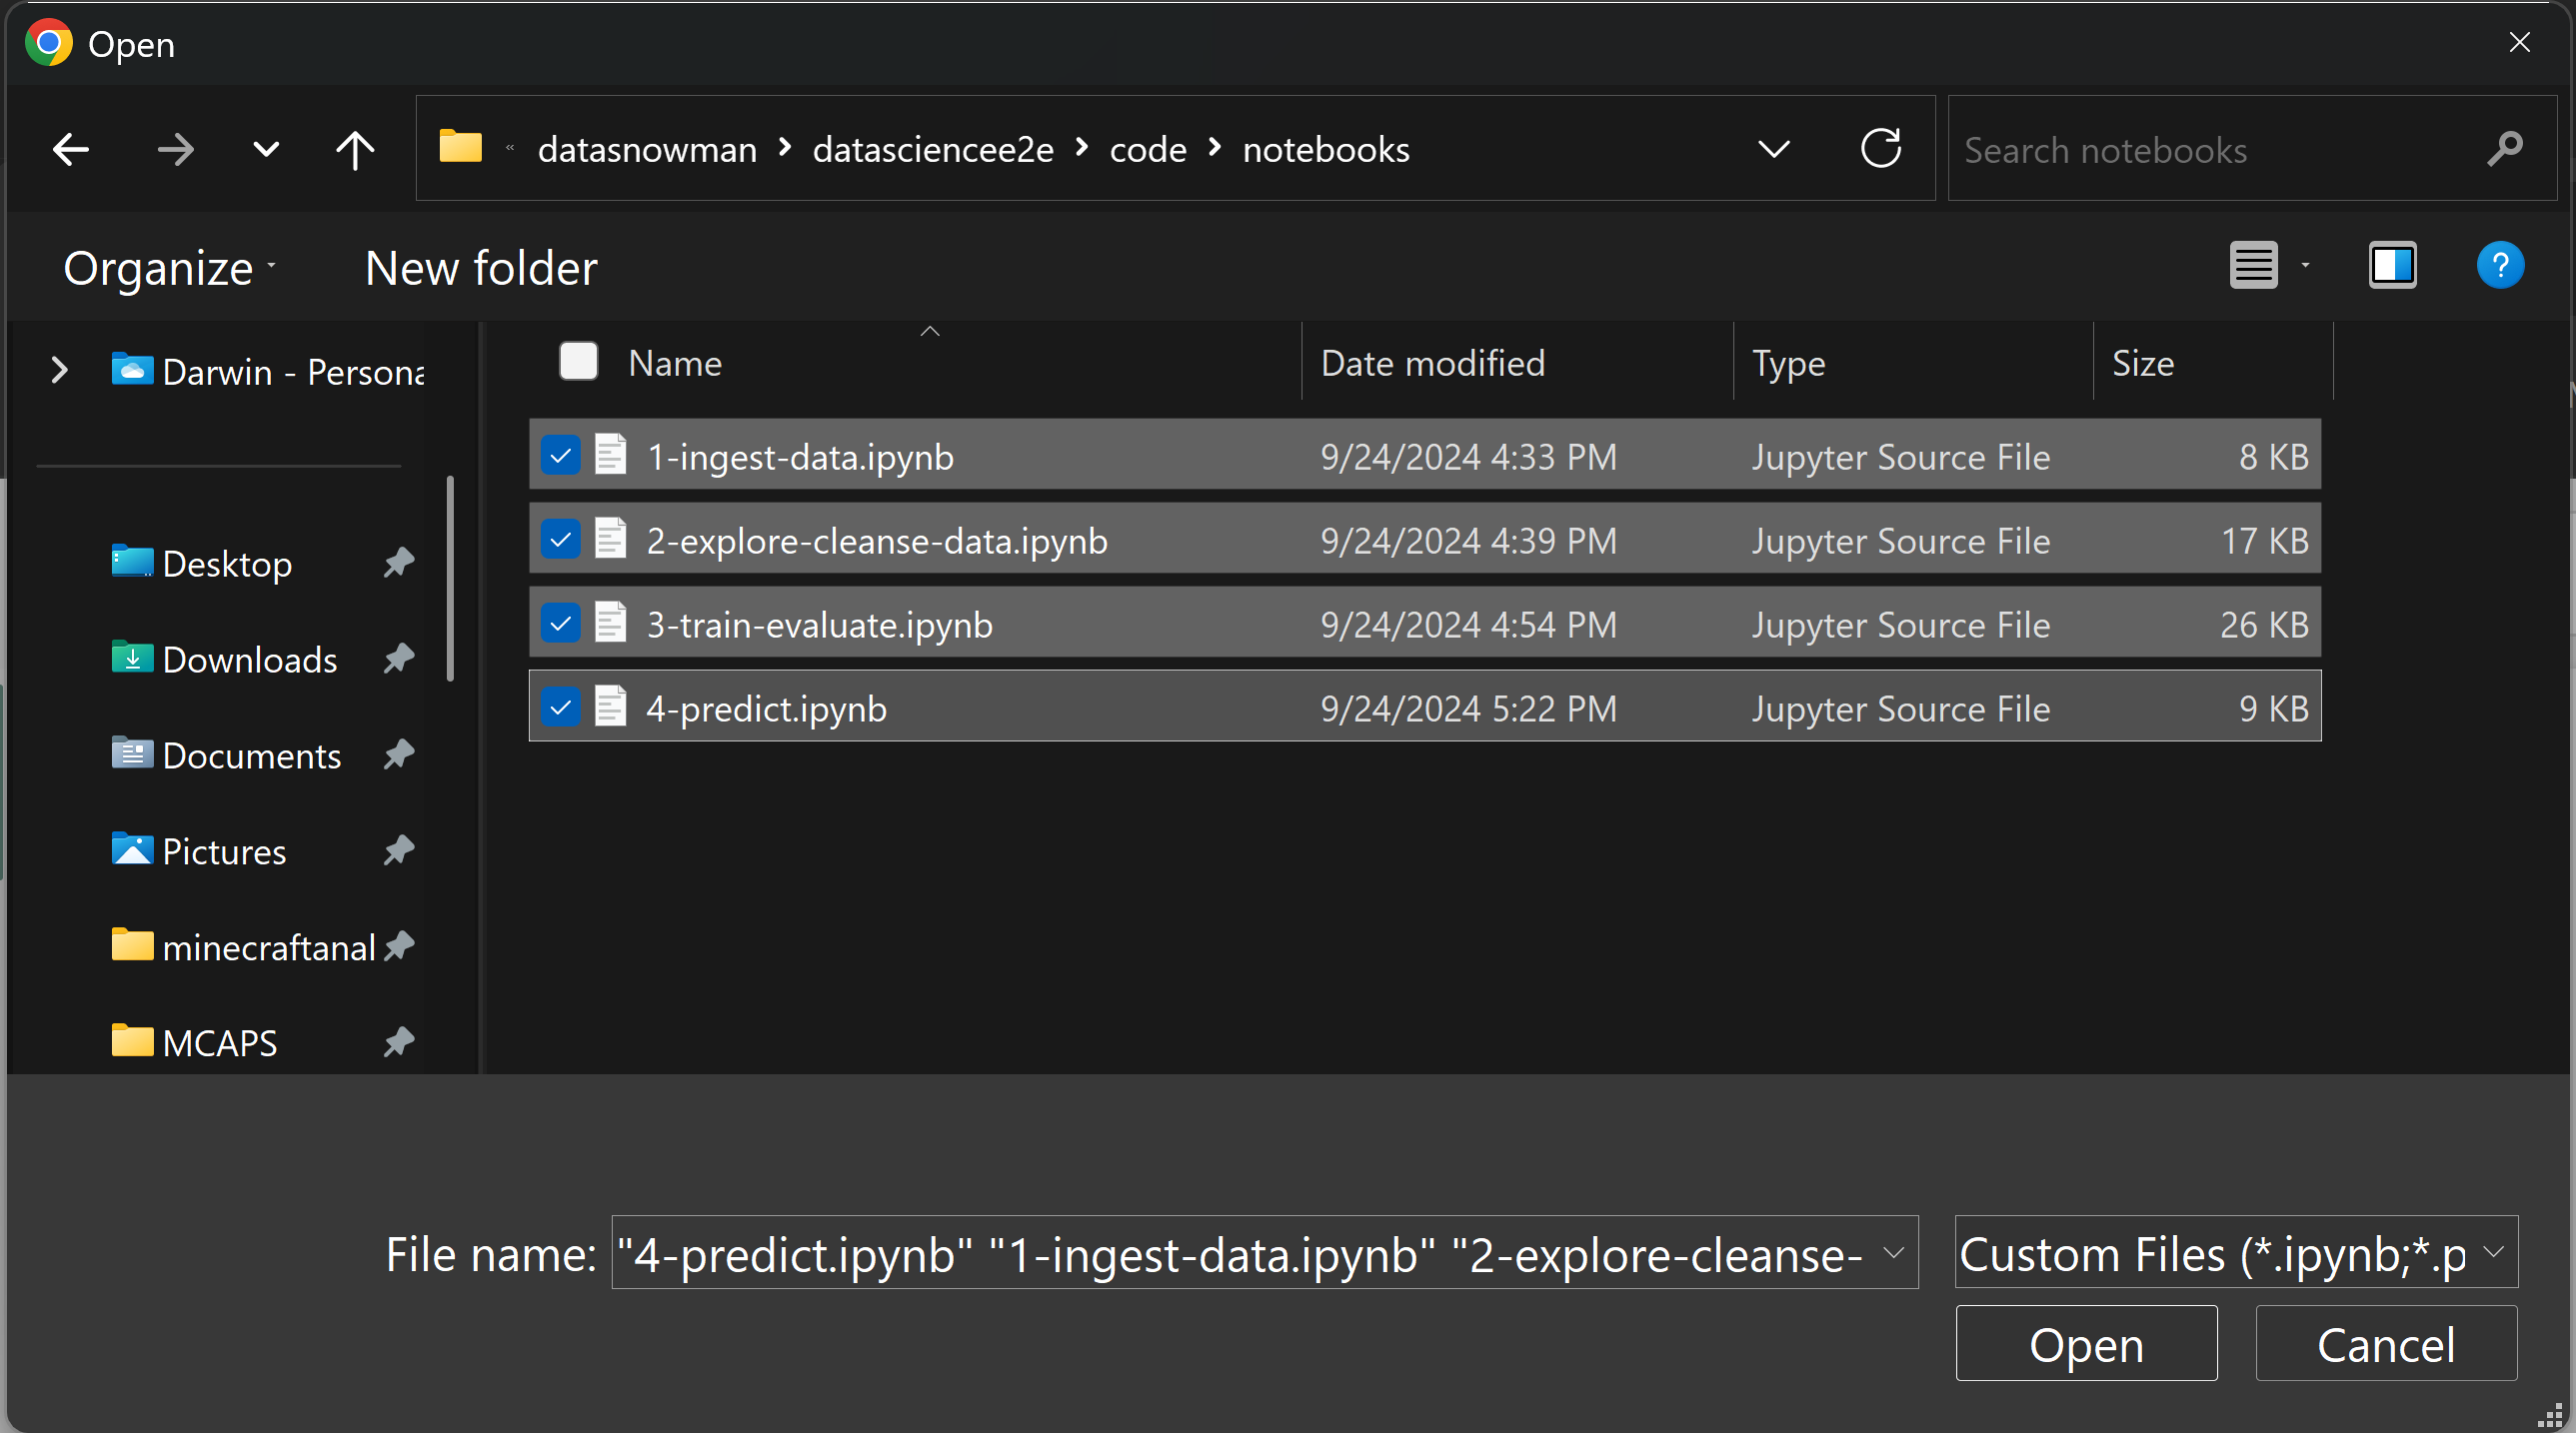 Open
« datasnowman > datasciencee2e > code > notebooks
Search notebooks
Organize
New folder
?
Darwin - Persona
Desktop
Downloads
Documents
Pictures
minecraftanal
MCAPS
Name Date modified Type Size
1-ingest-data.ipynb 9/24/2024 4:33 PM Jupyter Source File 8 KB
2-explore-cleanse-data.ipynb 9/24/2024 4:39 PM Jupyter Source File 17 KB
3-train-evaluate.ipynb 9/24/2024 4:54 PM Jupyter Source File 26 KB
4-predict.ipynb 9/24/2024 5:22 PM Jupyter Source File 9 KB
File name: "4-predict.ipynb" "1-ingest-data.ipynb" "2-explore-cleanse-
Custom Files (*.ipynb;*.p
Open Cancel